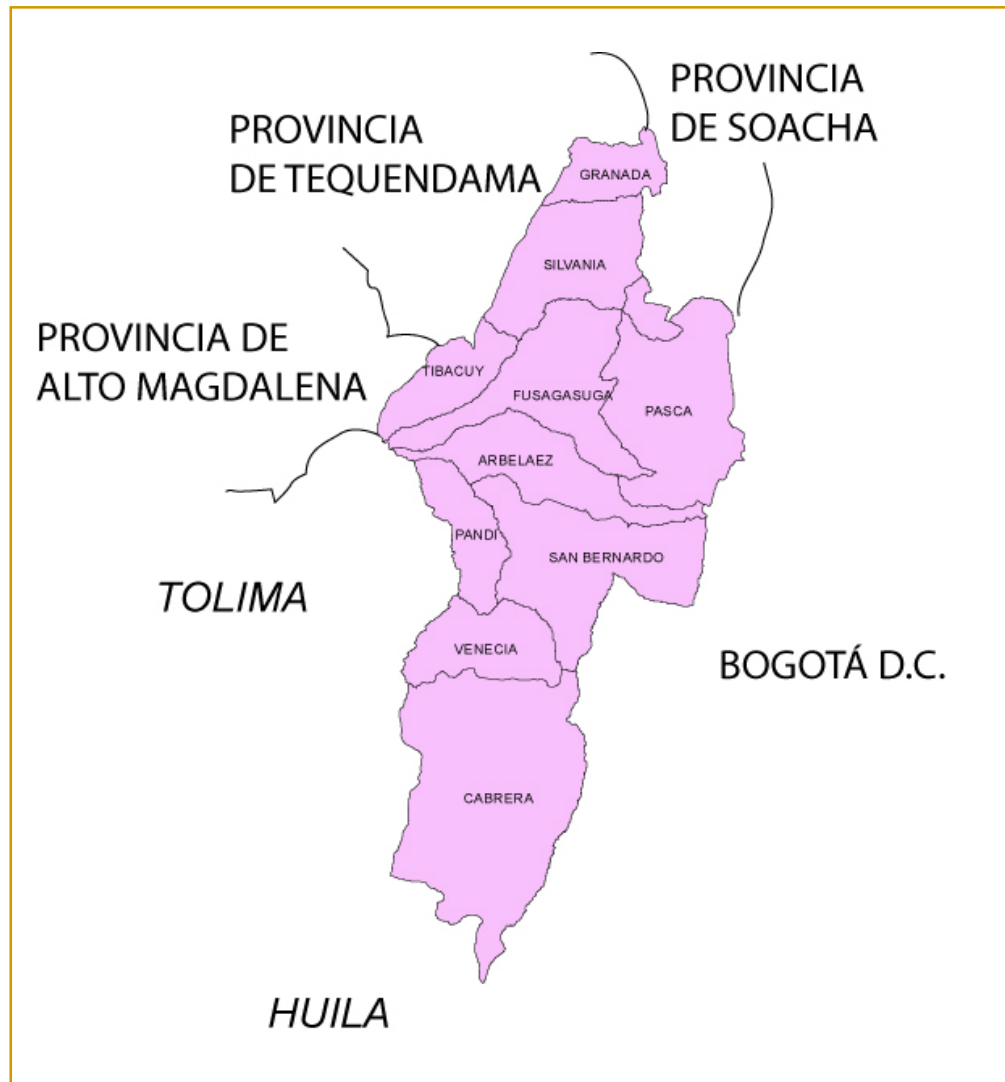 PROVINCIA
DE SOACHA
PROVINCIA
DE TEQUENDAMA
GRANADA
SILVANIA
PROVINCIA DE
ALTO MAGDALENA
TIBACUY
FUSAGASUGA
PASCA
ARBELAEZ
PANDI
SAN BERNARDO
TOLIMA
VENECIA
BOGOTÁ D.C.
CABRERA
HUILA